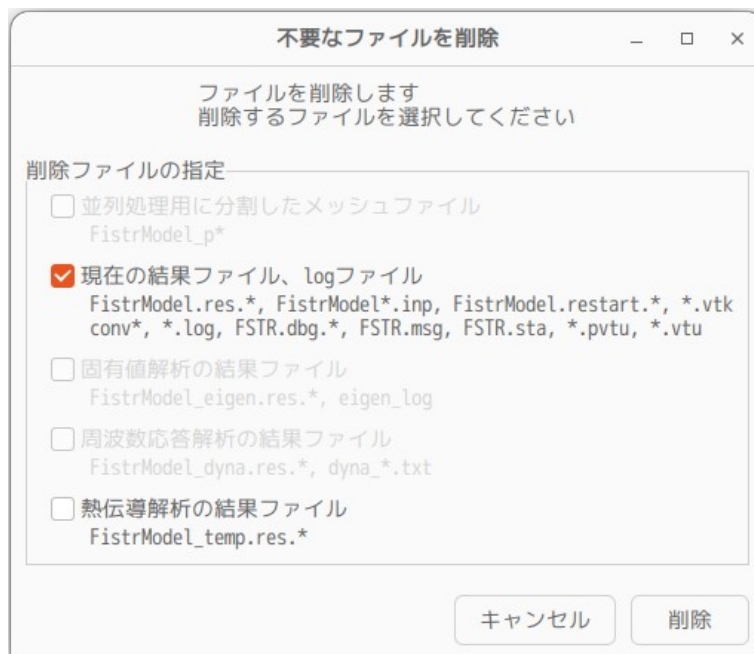 不要なファイルを削除
ファイルを削除します
削除するファイルを選択してください
削除ファイルの指定
並列処理用に分割したメッシュファイル
FistrModel_p*
現在の結果ファイル、logファイル
FistrModel.res.*, FistrModel*.inp, FistrModel.restart.*, *.vtk
conv*, *.log, FSTR.dbg.*, FSTR.msg, FSTR.sta, *.pvtu, *.vtu
固有値解析の結果ファイル
FistrModel_eigen.res.*, eigen_log
周波数応答解析の結果ファイル
FistrModel_dyna.res.*, dyna_*.txt
熱伝導解析の結果ファイル
FistrModel_temp.res.*
キャンセル 削除